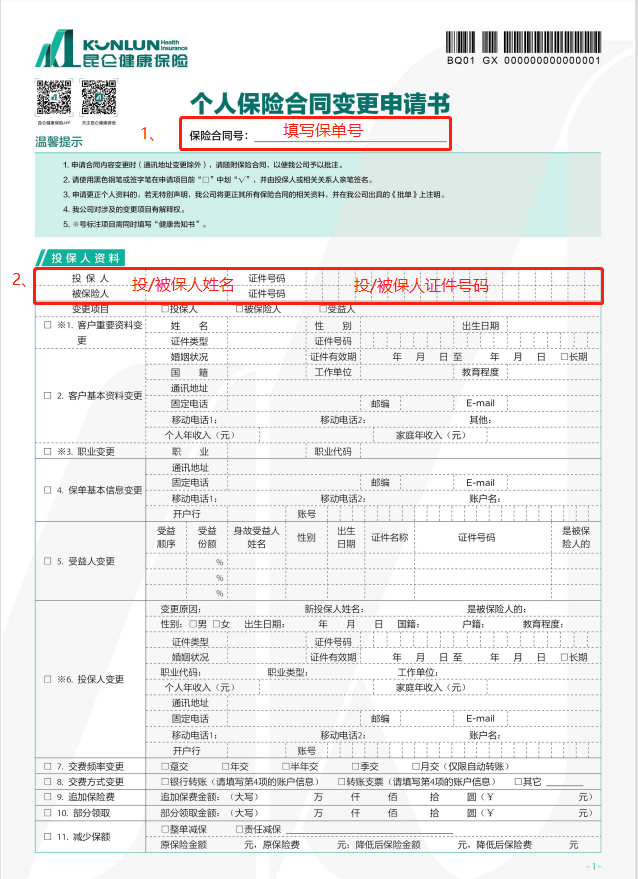 KUNLUN Health Insurance
昆仑健康保险
BQ01 GX 000000000000001
昆仑健康保险APP 关注昆仑健康微信
个人保险合同变更申请书
1、 保险合同号： 填写保单号
温馨提示
1. 申请合同内容变更时（通讯地址变更除外），请随附保险合同，以便我公司予以批注。
2. 请使用黑色钢笔或签字笔在申请项目前“□”中划“√”，并由投保人或相关关系人亲笔签名。
3. 申请更正个人资料的，若无特别声明，我公司将更正其所有保险合同的相关资料，并在我公司出具的《批单》上注明。
4. 我公司对涉及的变更项目有解释权。
5. ※号标注项目需同时填写“健康告知书”。
投保人资料
2、 投 保 人 证件号码
投/被保人姓名 投/被保人证件号码
被保险人 证件号码
变更项目 □投保人 □被保险人 □受益人
□ ※1. 客户重要资料变更 姓 名 性 别 出生日期
证件类型 证件号码
□ 2. 客户基本资料变更 婚姻状况 证件有效期 年 月 日 至 年 月 日 □长期
国 籍 工作单位 教育程度
通讯地址
固定电话 邮编 E-mail
移动电话1： 移动电话2： 其他：
个人年收入（元） 家庭年收入（元）
□ ※3. 职业变更 职 业 职业代码
□ 4. 保单基本信息变更 通讯地址
固定电话 邮编 E-mail
移动电话1： 移动电话2： 账户名：
开户行 账号
□ 5. 受益人变更 受益顺序 受益份额 身故受益人姓名 性别 出生日期 证件名称 证件号码 是被保险人的
%
%
%
□ ※6. 投保人变更 变更原因： 新投保人姓名： 是被保险人的：
性别：□男 □女 出生日期： 年 月 日 国籍： 户籍： 教育程度：
证件类型 证件号码
婚姻状况 证件有效期 年 月 日 至 年 月 日 □长期
职业代码： 职业类型： 工作单位：
个人年收入（元） 家庭年收入（元）
通讯地址
固定电话 邮编 E-mail
移动电话1： 移动电话2： 账户名：
开户行 账号
□ 7. 交费频率变更 □趸交 □年交 □半年交 □季交 □月交（仅限自动转账）
□ 8. 交费方式变更 □银行转账（请填写第4项的账户信息） □转账支票（请填写第4项的账户信息） □其它
□ 9. 追加保险费 追加保费金额：（大写） 万 仟 佰 拾 圆（￥ 元）
□ 10. 部分领取 部分领取金额：（大写） 万 仟 佰 拾 圆（￥ 元）
□ 11. 减少保额 □整单减保 □责任减保
原保险金额 元，原保险费 元；降低后保险金额 元，降低后保险费 元
-1-